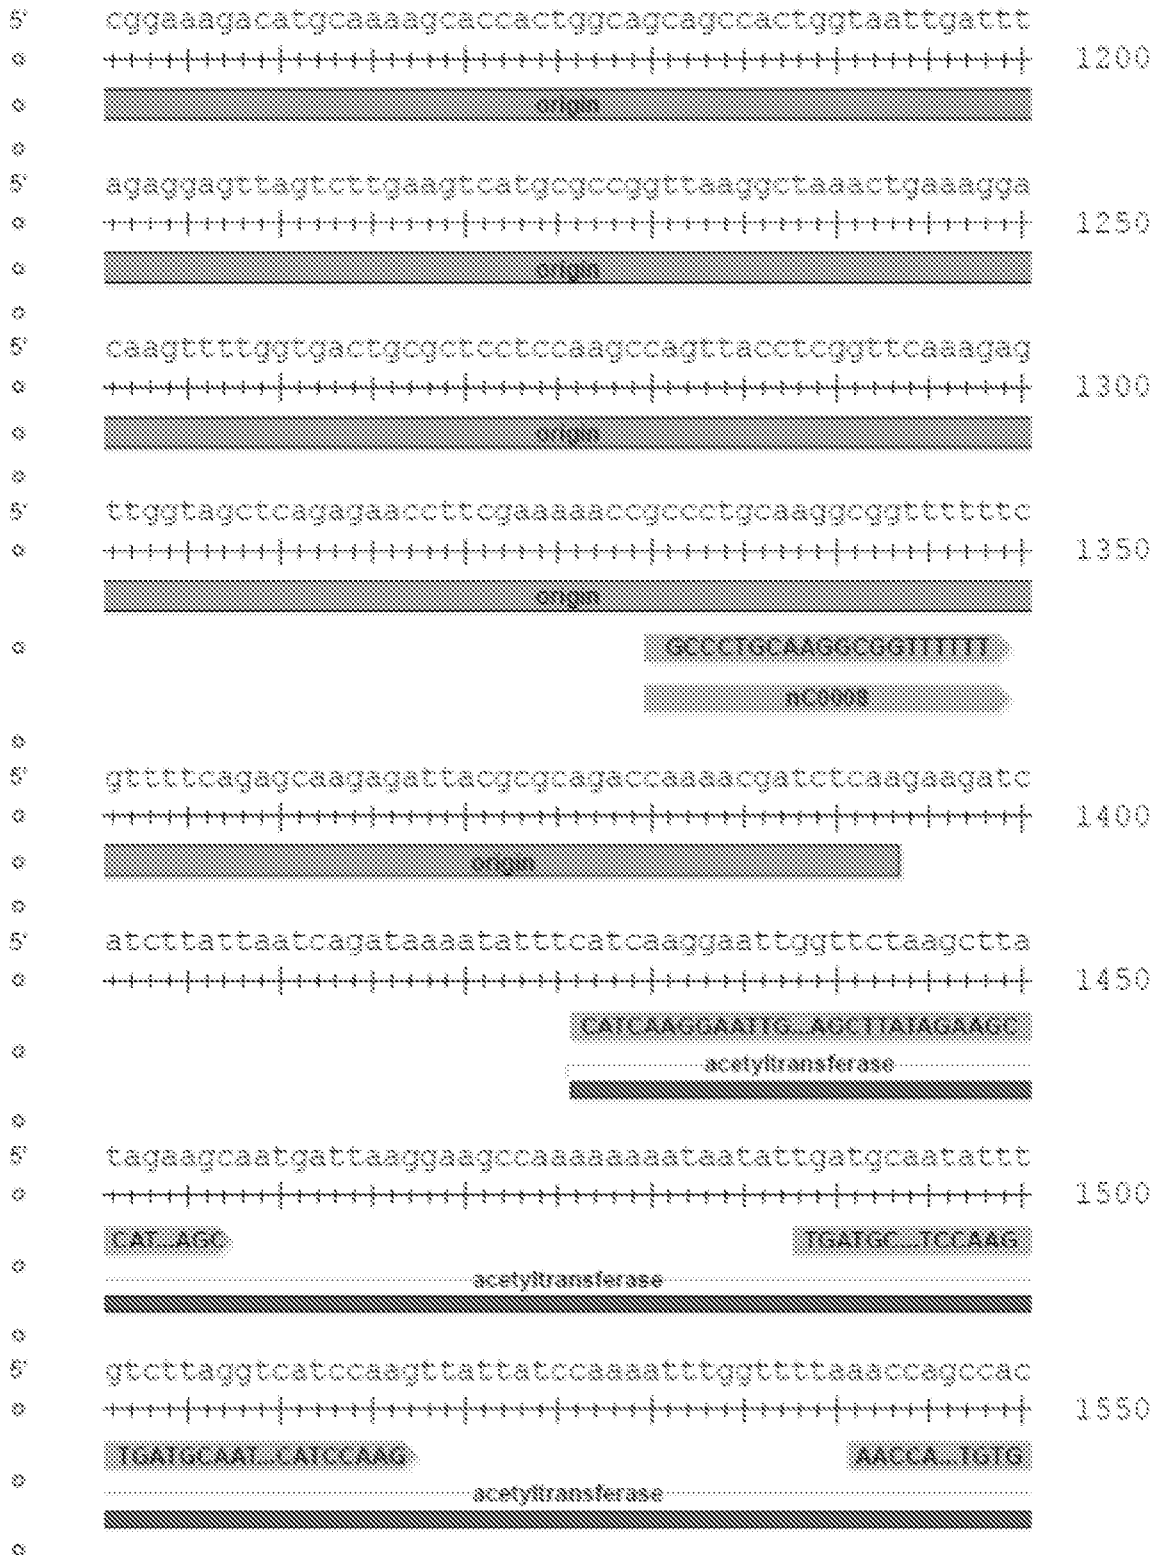 5' cggaaagacatgcaaaagcaccactggcagcagccactggtaattgattt
1200
origin
5' agaggagttagtcttgaagtcatgcgccggttaaggctaaactgaaagga
1250
origin
5' caagttttggtgactgcgctcctccaagccagttacctcggttcaaagag
1300
origin
5' ttggtagctcagagaaccttcgaaaaaccgccctgcaaggcggttttttc
1350
origin
GCCCTGCAAGGCGGTTTTTT
nC0009
5' gttttcagagcaagagattacgcgcagaccaaaacgatctcaagaagatc
1400
origin
5' atcttattaatcagataaaatatttcatcaaggaattggttctaagctta
1450
CATCAAGGAATTG...AGCTTATAGAAGC
acetyltransferase
5' tagaagcaatgattaaggaagccaaaaaaaataatattgatgcaatattt
1500
CAT...AGC TGATGC...TCCAAG
acetyltransferase
5' gtcttaggtcatccaagttattatccaaaatttggttttaaaccagccac
1550
TGATGCAAT...CATCCAAG AACCA...TGTG
acetyltransferase